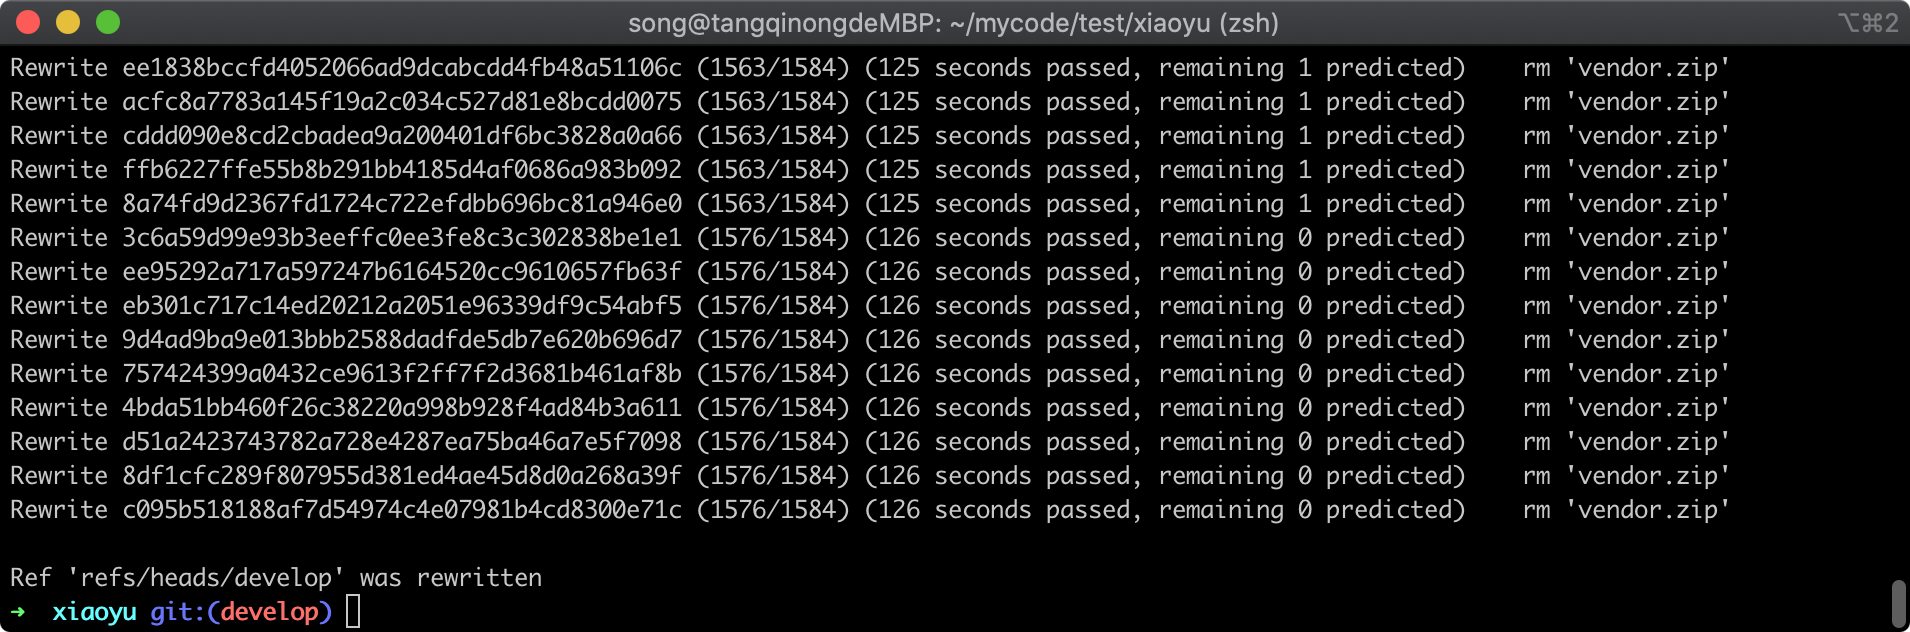 song@tangqinongdeMBP: ~/mycode/test/xiaoyu (zsh)
⌥⌘2
Rewrite ee1838bccfd4052066ad9dcabcdd4fb48a51106c (1563/1584) (125 seconds passed, remaining 1 predicted)    rm 'vendor.zip'
Rewrite acfc8a7783a145f19a2c034c527d81e8bcdd0075 (1563/1584) (125 seconds passed, remaining 1 predicted)    rm 'vendor.zip'
Rewrite cddd090e8cd2cbadea9a200401df6bc3828a0a66 (1563/1584) (125 seconds passed, remaining 1 predicted)    rm 'vendor.zip'
Rewrite ffb6227ffe55b8b291bb4185d4af0686a983b092 (1563/1584) (125 seconds passed, remaining 1 predicted)    rm 'vendor.zip'
Rewrite 8a74fd9d2367fd1724c722efdbb696bc81a946e0 (1563/1584) (125 seconds passed, remaining 1 predicted)    rm 'vendor.zip'
Rewrite 3c6a59d99e93b3eeffc0ee3fe8c3c302838be1e1 (1576/1584) (126 seconds passed, remaining 0 predicted)    rm 'vendor.zip'
Rewrite ee95292a717a597247b6164520cc9610657fb63f (1576/1584) (126 seconds passed, remaining 0 predicted)    rm 'vendor.zip'
Rewrite eb301c717c14ed20212a2051e96339df9c54abf5 (1576/1584) (126 seconds passed, remaining 0 predicted)    rm 'vendor.zip'
Rewrite 9d4ad9ba9e013bbb2588dadfde5db7e620b696d7 (1576/1584) (126 seconds passed, remaining 0 predicted)    rm 'vendor.zip'
Rewrite 757424399a0432ce9613f2ff7f2d3681b461af8b (1576/1584) (126 seconds passed, remaining 0 predicted)    rm 'vendor.zip'
Rewrite 4bda51bb460f26c38220a998b928f4ad84b3a611 (1576/1584) (126 seconds passed, remaining 0 predicted)    rm 'vendor.zip'
Rewrite d51a2423743782a728e4287ea75ba46a7e5f7098 (1576/1584) (126 seconds passed, remaining 0 predicted)    rm 'vendor.zip'
Rewrite 8df1cfc289f807955d381ed4ae45d8d0a268a39f (1576/1584) (126 seconds passed, remaining 0 predicted)    rm 'vendor.zip'
Rewrite c095b518188af7d54974c4e07981b4cd8300e71c (1576/1584) (126 seconds passed, remaining 0 predicted)    rm 'vendor.zip'
Ref 'refs/heads/develop' was rewritten
➜  xiaoyu git:(develop)